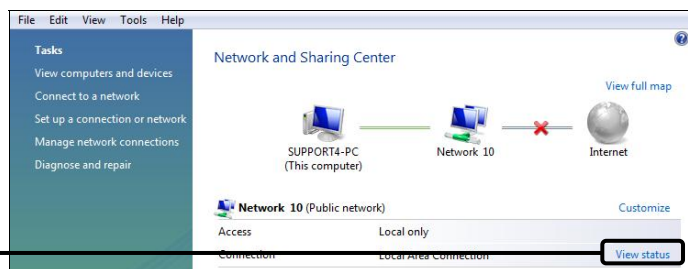 File Edit View Tools Help
Tasks
View computers and devices
Connect to a network
Set up a connection or network
Manage network connections
Diagnose and repair
Network and Sharing Center
View full map
SUPPORT4-PC
(This computer)
Network 10
Internet
Network 10 (Public network) Customize
Access Local only
Connection Local Area Connection View status